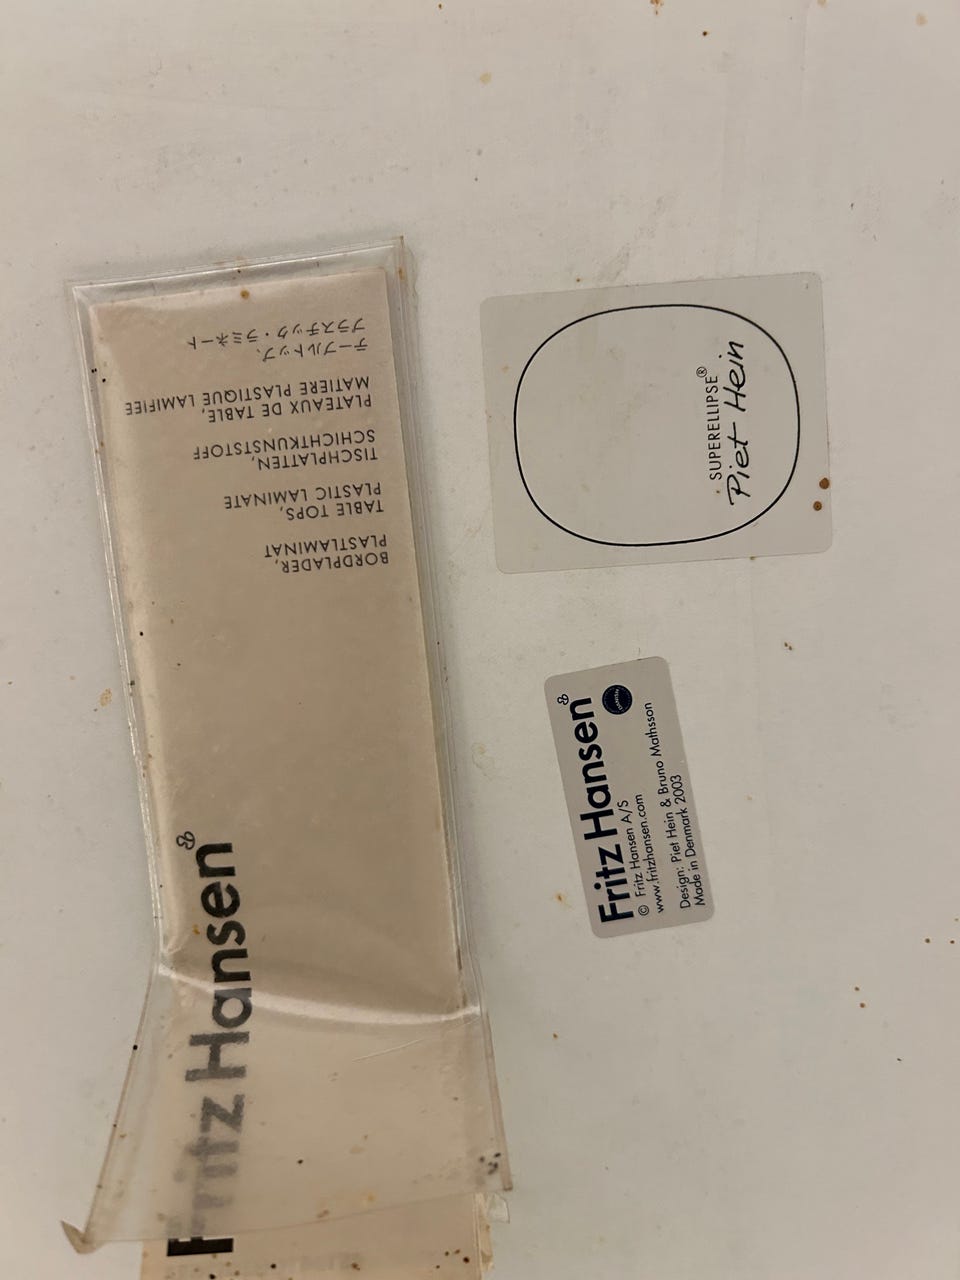 Fritz Hansen
BORDPLADER,
PLASTLAMINAT
TABLE TOPS,
PLASTIC LAMINATE
TISCHPLATTEN,
SCHICHTKUNSTSTOFF
PLATEAUX DE TABLE,
MATIERE PLASTIQUE LAMIFIEE
テーブルトップ、
プラスチック・ラミネート
SUPERELLIPSE®
Piet Hein
Fritz Hansen
© Fritz Hansen A/S
www.fritzhansen.com
Design: Piet Hein & Bruno Mathsson
Made in Denmark 2003